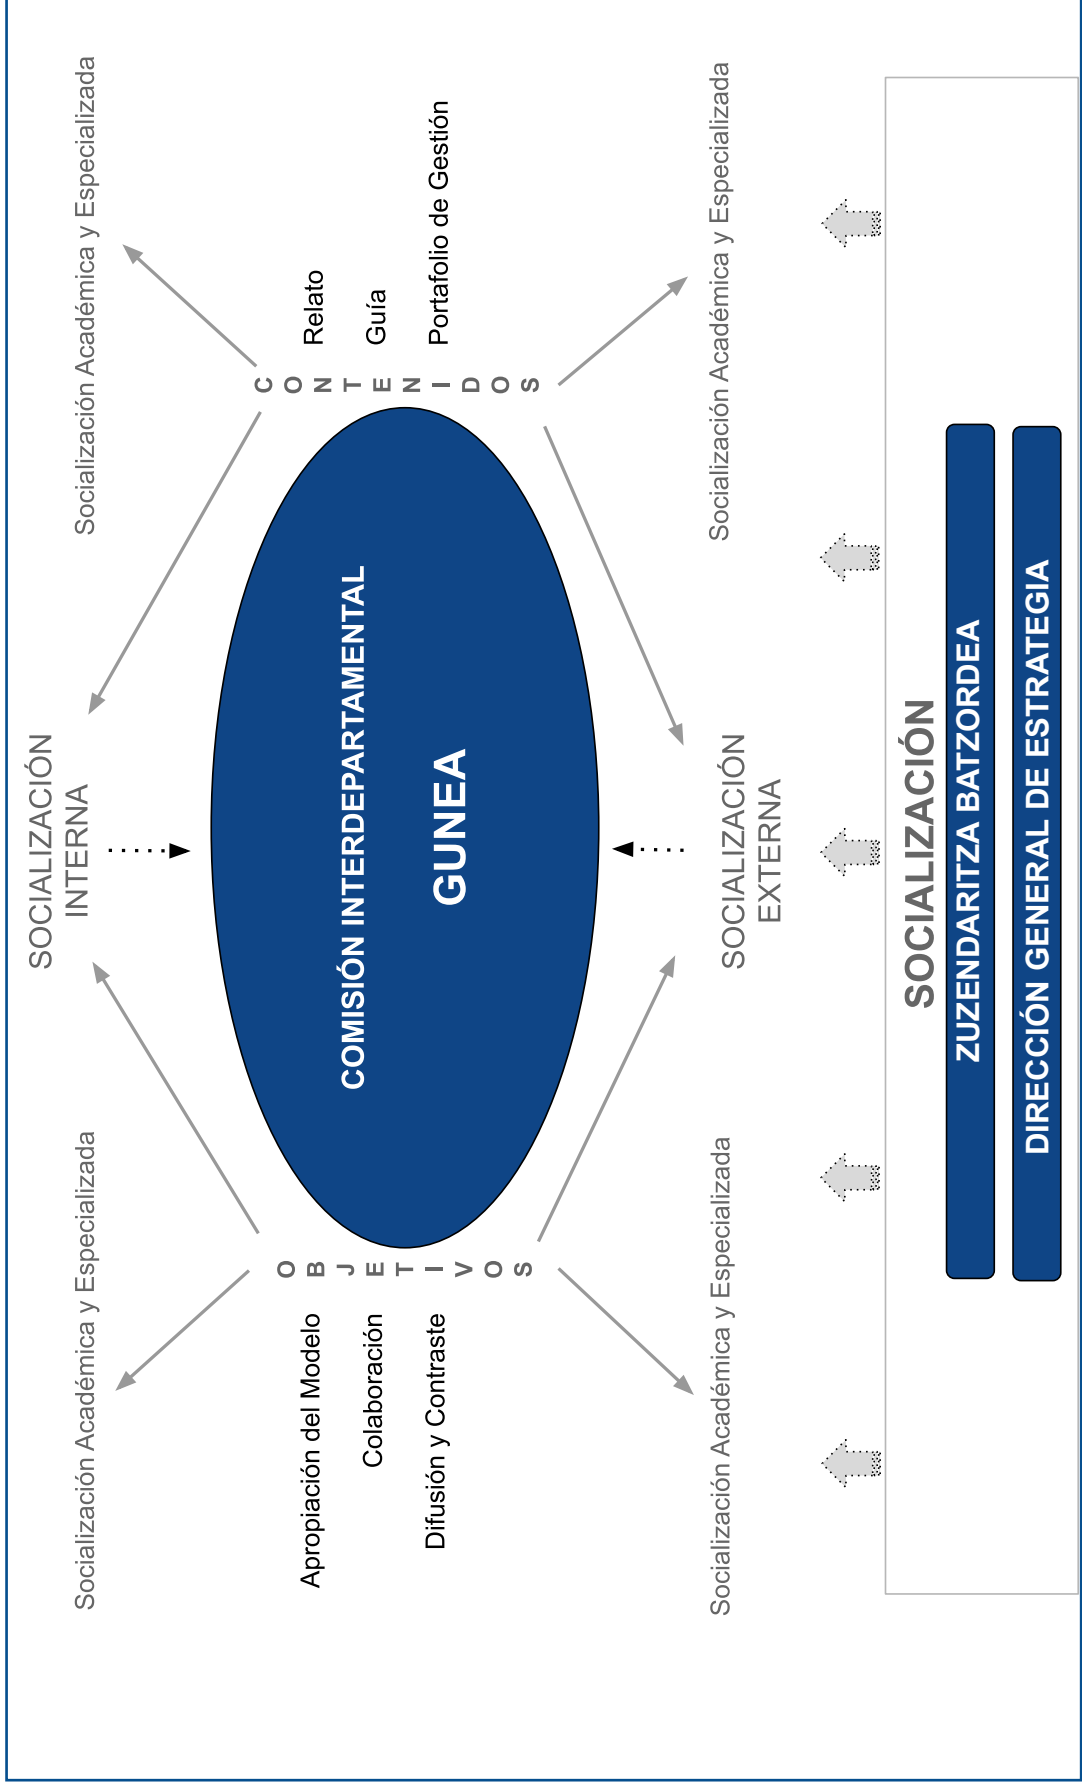 SOCIALIZACIÓN
INTERNA
Socialización Académica y Especializada
Socialización Académica y Especializada
OBJETIVOS
Apropiación del Modelo
Colaboración
Difusión y Contraste
COMISIÓN INTERDEPARTAMENTAL
GUNEA
CONTENIDOS
Relato
Guía
Portafolio de Gestión
Socialización Académica y Especializada
SOCIALIZACIÓN
EXTERNA
Socialización Académica y Especializada
SOCIALIZACIÓN
ZUZENDARITZA BATZORDEA
DIRECCIÓN GENERAL DE ESTRATEGIA